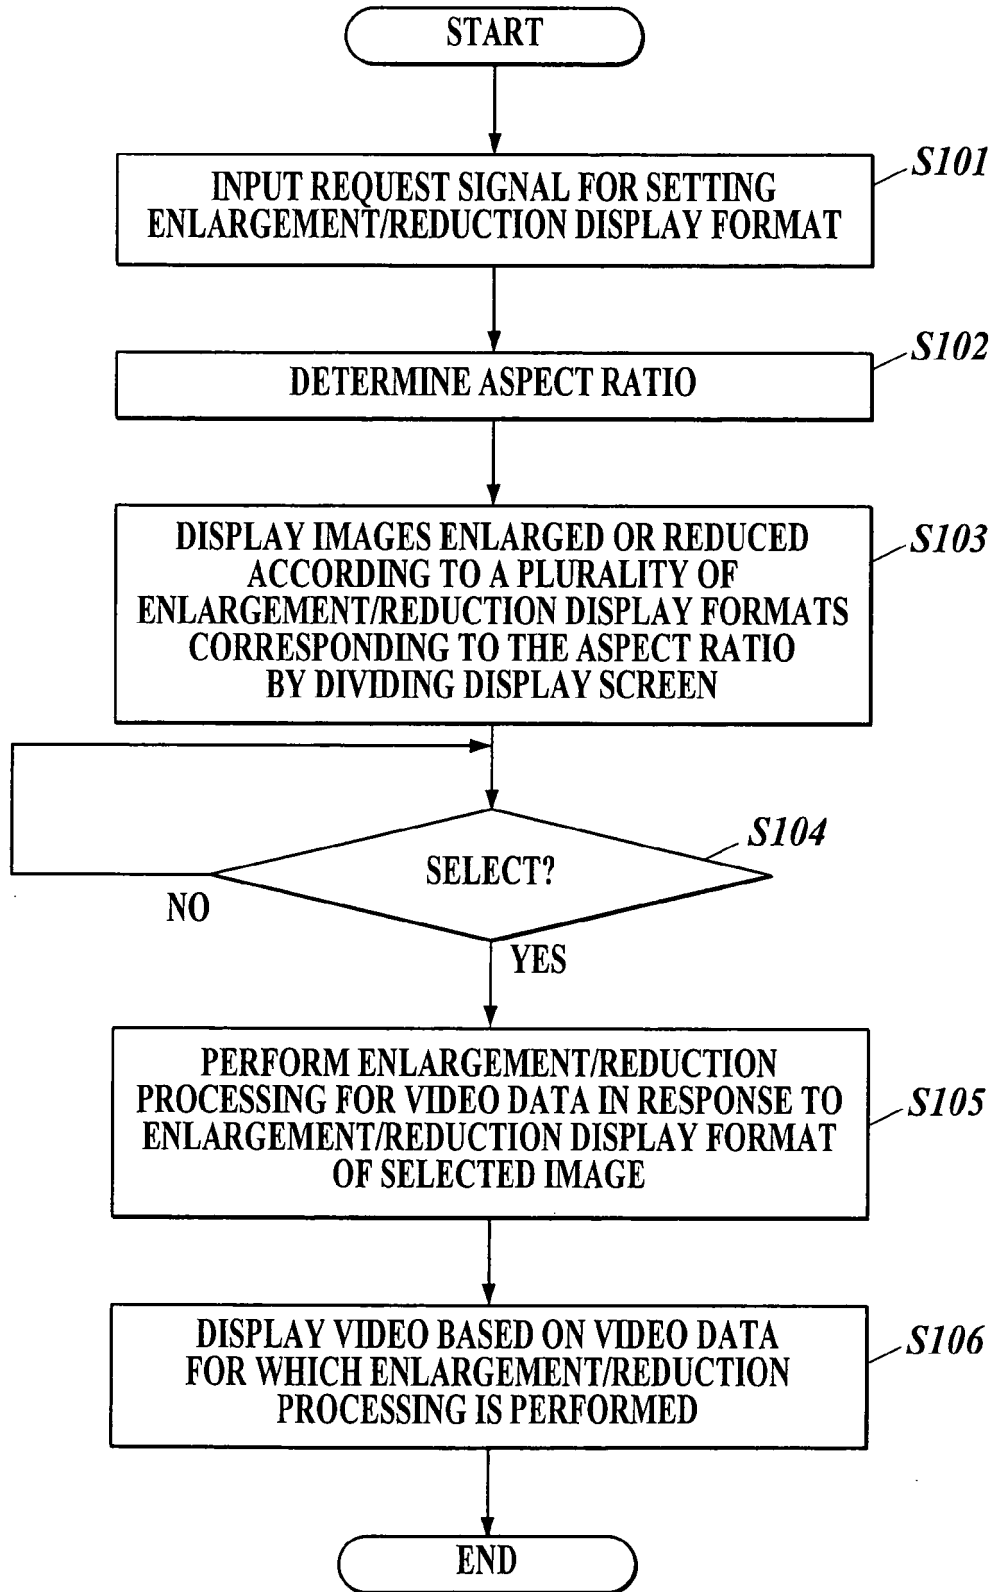 START
S101
INPUT REQUEST SIGNAL FOR SETTING
ENLARGEMENT/REDUCTION DISPLAY FORMAT
S102
DETERMINE ASPECT RATIO
S103
DISPLAY IMAGES ENLARGED OR REDUCED
ACCORDING TO A PLURALITY OF
ENLARGEMENT/REDUCTION DISPLAY FORMATS
CORRESPONDING TO THE ASPECT RATIO
BY DIVIDING DISPLAY SCREEN
S104
SELECT?
NO
YES
PERFORM ENLARGEMENT/REDUCTION
PROCESSING FOR VIDEO DATA IN RESPONSE TO
ENLARGEMENT/REDUCTION DISPLAY FORMAT
OF SELECTED IMAGE
S105
DISPLAY VIDEO BASED ON VIDEO DATA
FOR WHICH ENLARGEMENT/REDUCTION
PROCESSING IS PERFORMED
S106
END